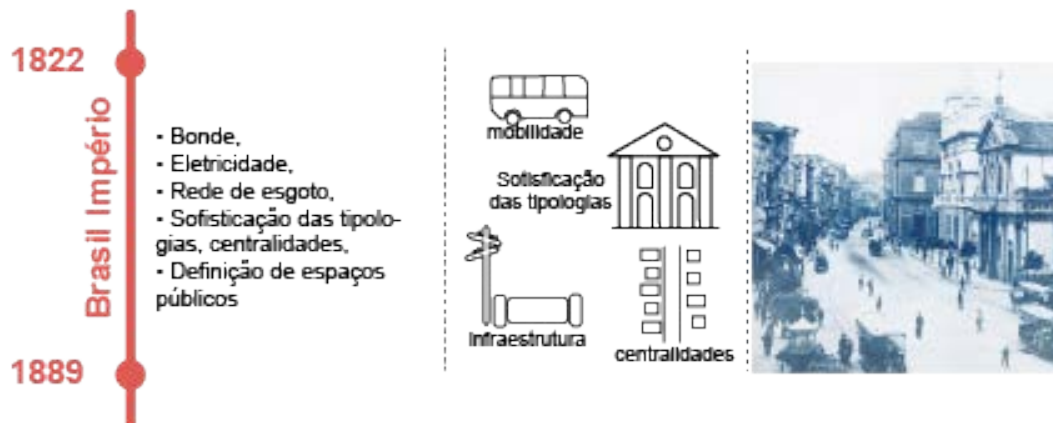 1822
Brasil Império
1889
- Bonde,
- Eletricidade,
- Rede de esgoto,
- Sofisticação das tipolo-
gias, centralidades,
- Definição de espaços
públicos
mobilidade
Sotisficação
das tipologias
infraestrutura
centralidades